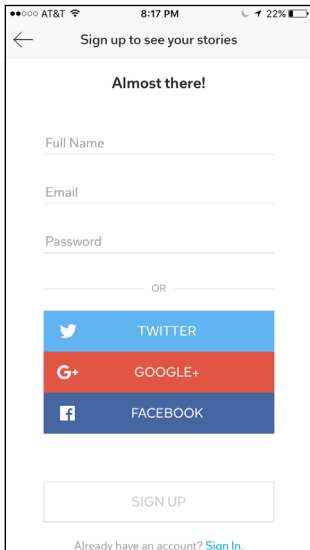 AT&T 8:17 PM 22%
Sign up to see your stories
Almost there!
Full Name
Email
Password
OR
TWITTER
G+ GOOGLE+
f FACEBOOK
SIGN UP
Already have an account? Sign In.